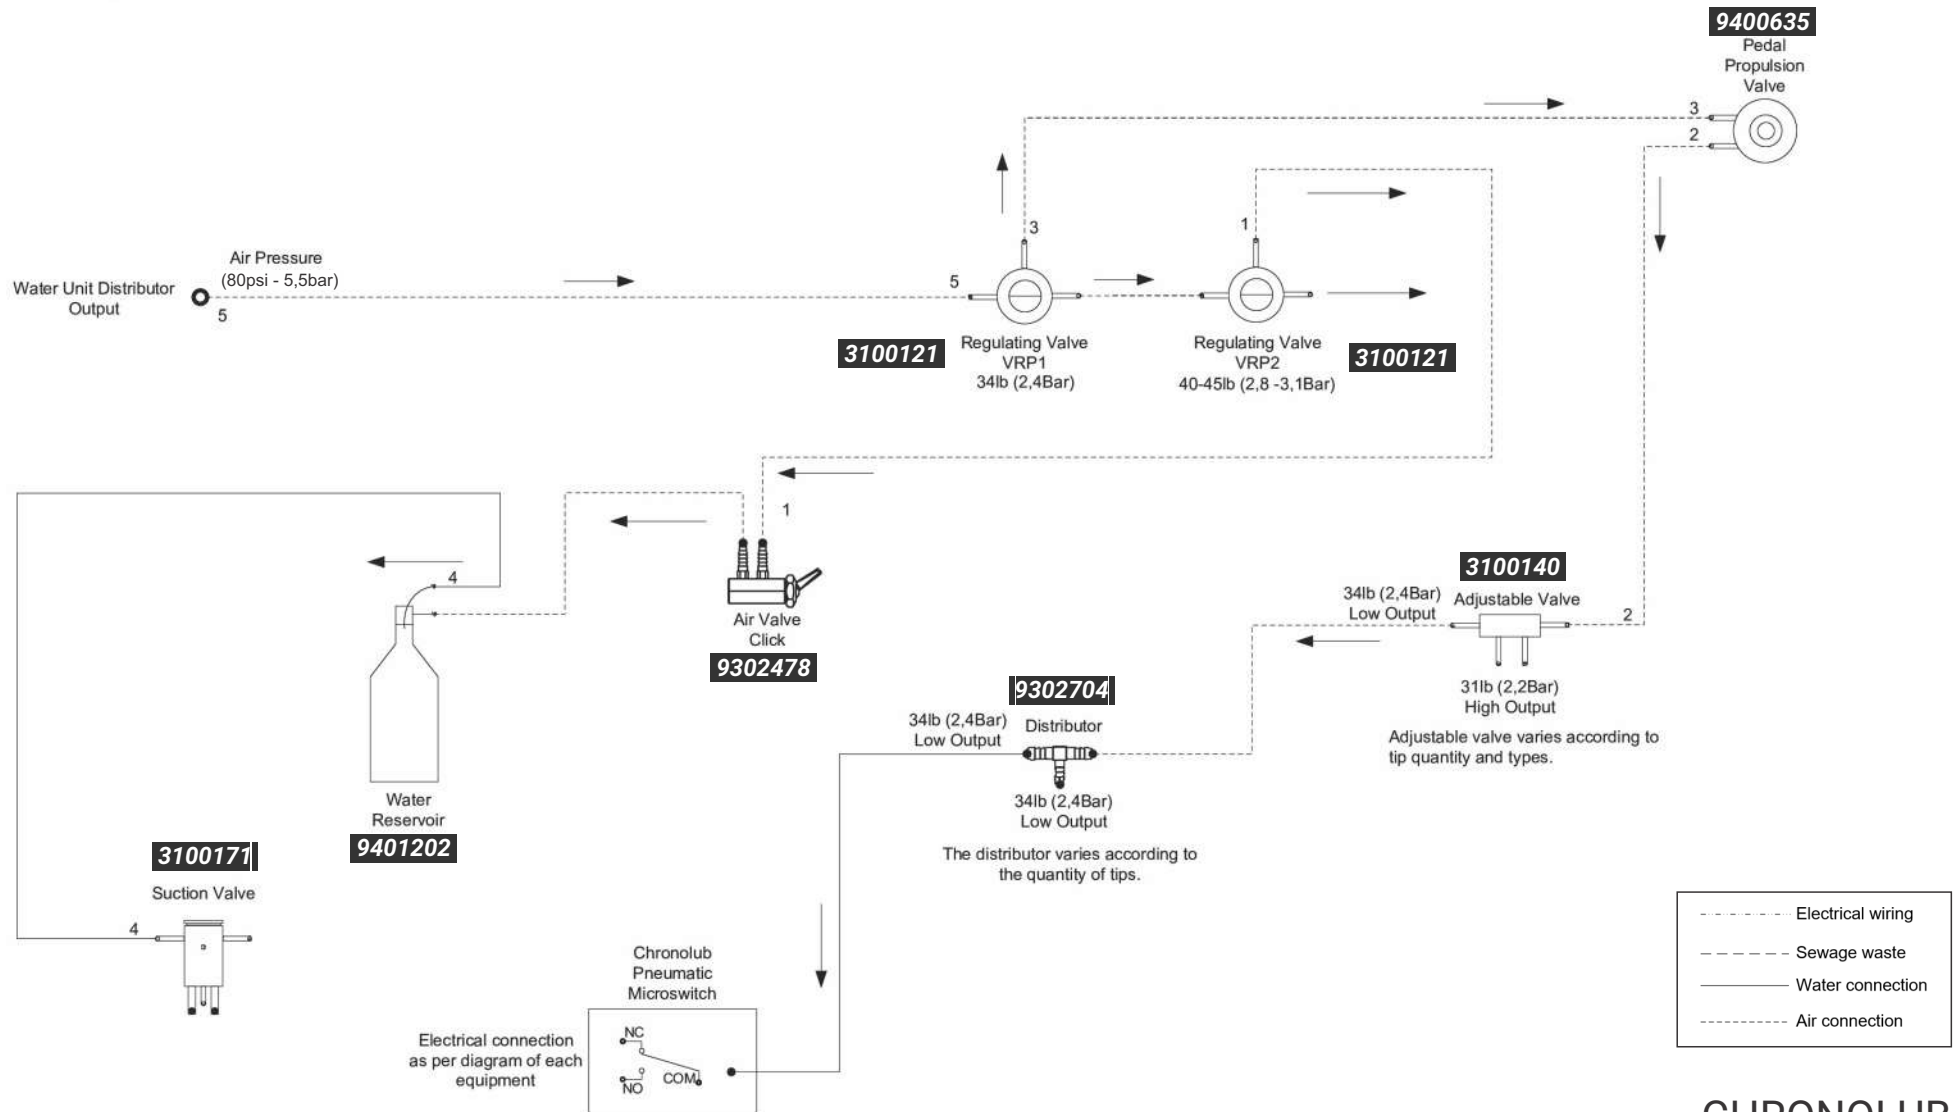 9400635
Pedal
Propulsion
Valve
3
2
3
1
Air Pressure
(80psi - 5,5bar)
Water Unit Distributor
Output
5
5
3100121
Regulating Valve
VRP1
34lb (2,4Bar)
Regulating Valve
VRP2
40-45lb (2,8 -3,1Bar)
3100121
1
4
Air Valve
Click
9302478
3100140
34lb (2,4Bar)
Low Output
Adjustable Valve
2
31lb (2,2Bar)
High Output
Adjustable valve varies according to
tip quantity and types.
9302704
34lb (2,4Bar)
Low Output
Distributor
34lb (2,4Bar)
Low Output
The distributor varies according to
the quantity of tips.
Water
Reservoir
9401202
3100171
Suction Valve
4
Chronolub
Pneumatic
Microswitch
Electrical connection
as per diagram of each
equipment
NC
NO
COM
Electrical wiring
Sewage waste
Water connection
Air connection
CHRONOLUB